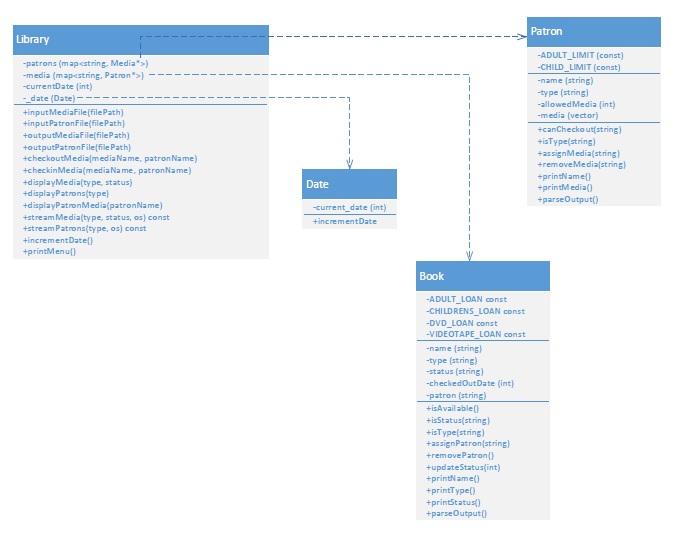 Library
-patrons (map<string, Media*>)
-media (map<string, Patron*>)
-currentDate (int)
-_date (Date)
+inputMediaFile(filePath)
+inputPatronFile(filePath)
+outputMediaFile(filePath)
+outputPatronFile(filePath)
+checkoutMedia(mediaName, patronName)
+checkinMedia(mediaName, patronName)
+displayMedia(type, status)
+displayPatrons(type)
+displayPatronMedia(patronName)
+streamMedia(type, status, os) const
+streamPatrons(type, os) const
+incrementDate()
+printMenu()
Patron
-ADULT_LIMIT (const)
-CHILD_LIMIT (const)
-name (string)
-type (string)
-allowedMedia (int)
-media (vector)
+canCheckout(string)
+isType(string)
+assignMedia(string)
+removeMedia(string)
+printName()
+printMedia()
+parseOutput()
Date
-current_date (int)
+incrementDate
Book
-ADULT_LOAN const
-CHILDRENS_LOAN const
-DVD_LOAN const
-VIDEOTAPE_LOAN const
-name (string)
-type (string)
-status (string)
-checkedOutDate (int)
-patron (string)
+isAvailable()
+isStatus(string)
+isType(string)
+assignPatron(string)
+removePatron()
+updateStatus(int)
+printName()
+printType()
+printStatus()
+parseOutput()